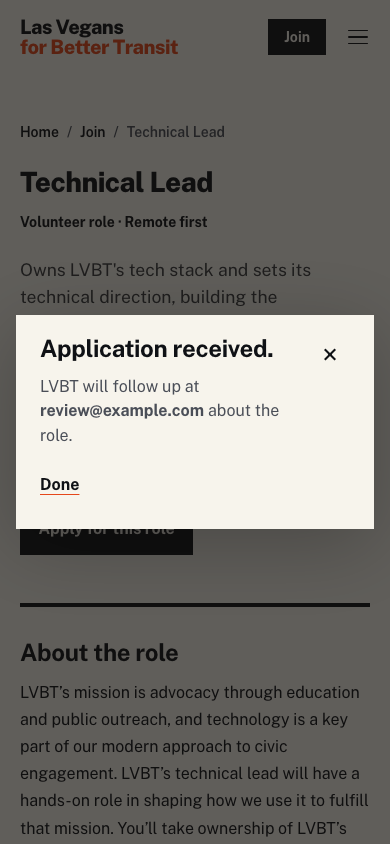 Las Vegans
for Better Transit
Join
Home / Join / Technical Lead
Technical Lead
Volunteer role · Remote first
Owns LVBT's tech stack and sets its
technical direction, building the
Application received.
LVBT will follow up at
review@example.com about the
role.
Done
Apply for this role
About the role
LVBT’s mission is advocacy through education
and public outreach, and technology is a key
part of our modern approach to civic
engagement. LVBT’s technical lead will have a
hands-on role in shaping how we use it to fulfill
that mission. You’ll take ownership of LVBT’s